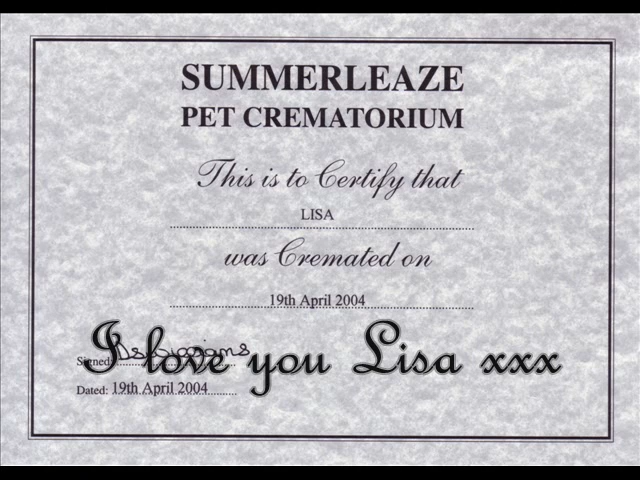 SUMMERLEAZE
PET CREMATORIUM
This is to Certify that
LISA
was Cremated on
19th April 2004
I love you Lisa xxx
Signed:
Dated: 19th April 2004